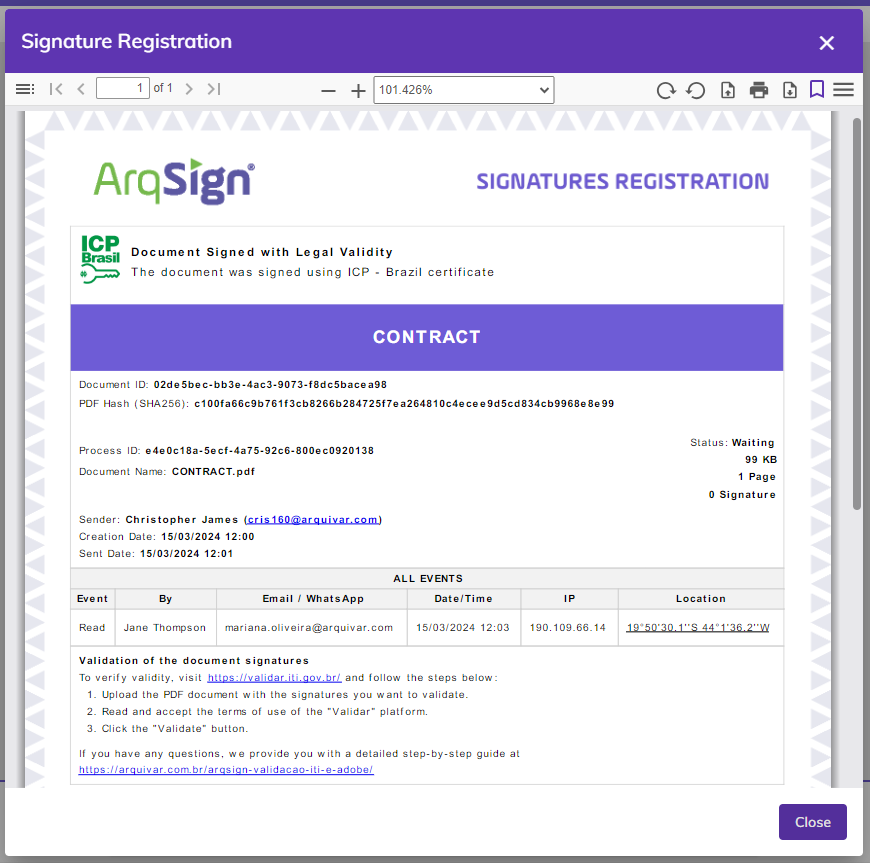 Signature Registration
1 of 1
101.426%
ArqSign®
SIGNATURES REGISTRATION
ICP
Brasil
Document Signed with Legal Validity
The document was signed using ICP - Brazil certificate
CONTRACT
Document ID: 02de5bec-bb3e-4ac3-9073-f8dc5bacea98
PDF Hash (SHA256): c100fa66c9b761f3cb8266b284725f7ea264810c4ecee9d5cd834cb9968e8e99
Process ID: e4e0c18a-5ecf-4a75-92c6-800ec0920138
Document Name: CONTRACT.pdf
Status: Waiting
99 KB
1 Page
0 Signature
Sender: Christopher James (cris160@arquivar.com)
Creation Date: 15/03/2024 12:00
Sent Date: 15/03/2024 12:01
ALL EVENTS
Event By Email / WhatsApp Date/Time IP Location
Read Jane Thompson mariana.oliveira@arquivar.com 15/03/2024 12:03 190.109.66.14 19°50'30.1''S 44°1'36.2''W
Validation of the document signatures
To verify validity, visit https://validar.iti.gov.br/ and follow the steps below:
1. Upload the PDF document with the signatures you want to validate.
2. Read and accept the terms of use of the "Validar" platform.
3. Click the "Validate" button.
If you have any questions, we provide you with a detailed step-by-step guide at
https://arquivar.com.br/arqsign-validacao-iti-e-adobe/
Close